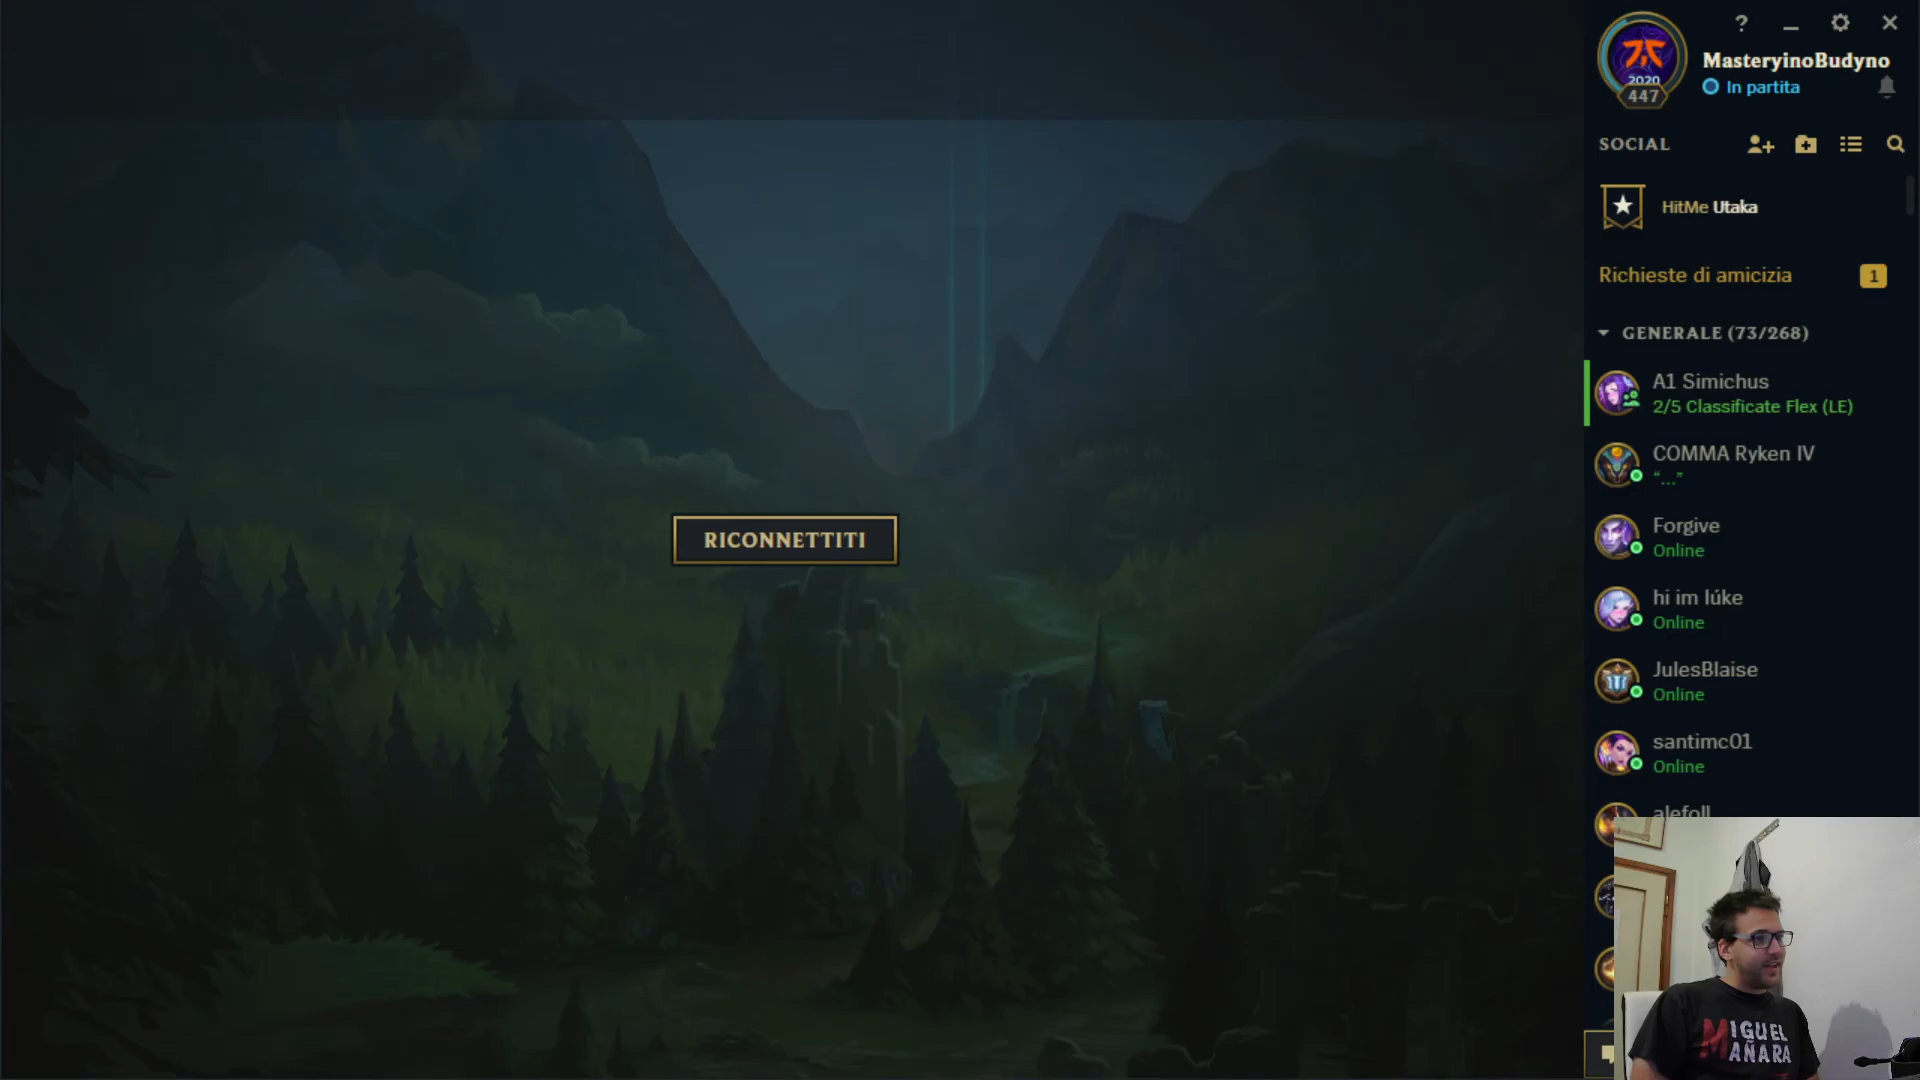 ?
MasteryinoBudyno
2020
447
In partita
SOCIAL
HitMe Utaka
Richieste di amicizia 1
GENERALE (73/268)
A1 Simichus
2/5 Classificate Flex (LE)
COMMA Ryken IV
"..."
Forgive
Online
RICONNETTITI
hi im lúke
Online
JulesBlaise
Online
santimc01
Online
alefoll
MIGUEL
MAÑARA